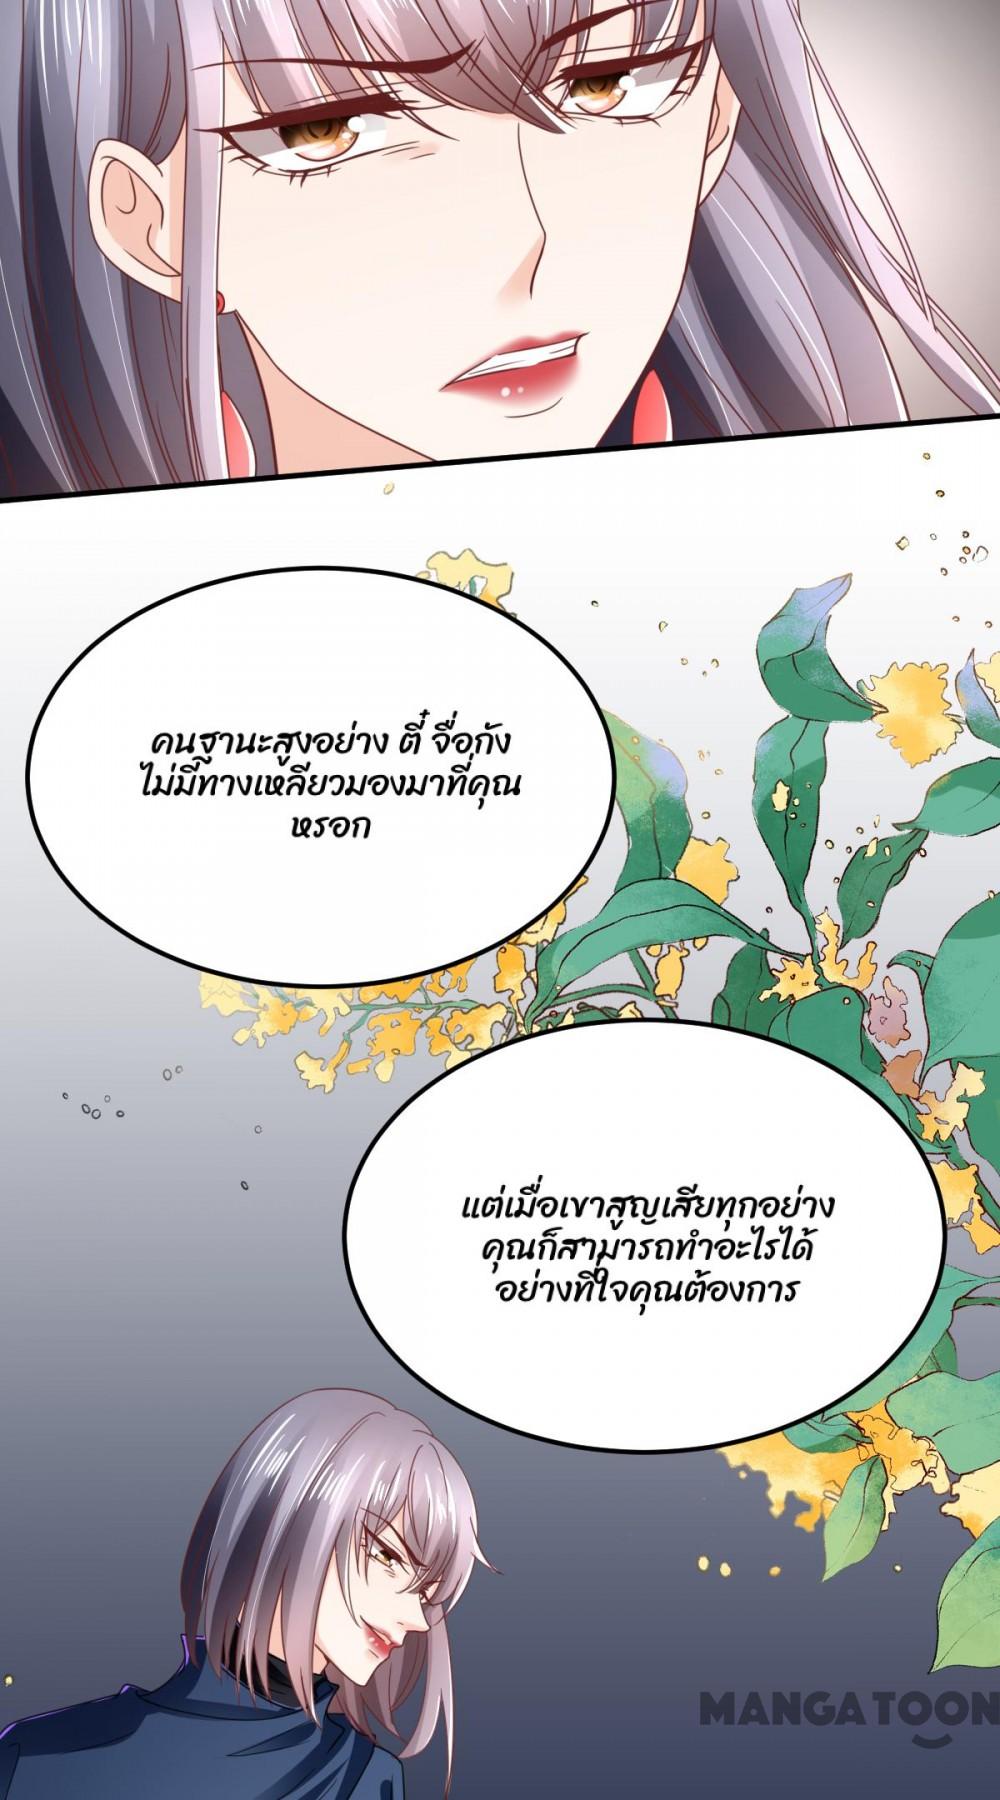 คนฐานะสูงอย่าง ตี๋ จื่อกัง
ไม่มีทางเหลียวมองมาที่คุณ
หรอก
แต่เมื่อเขาสูญเสียทุกอย่าง
คุณก็สามารถทำอะไรได้
อย่างที่ใจคุณต้องการ
MANGATOON